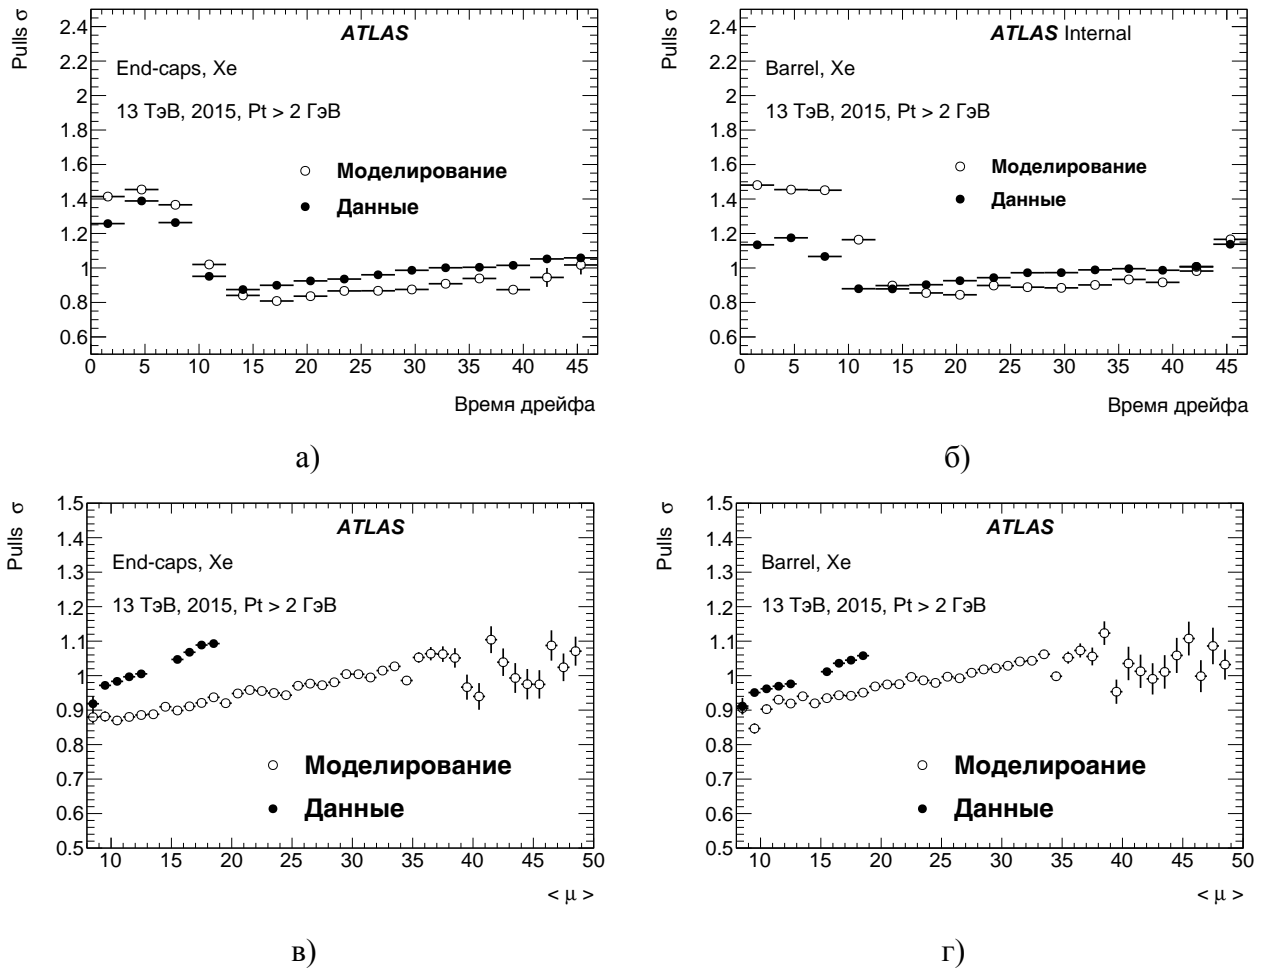 Pulls σ
ATLAS
End-caps, Xe
13 ТэВ, 2015, Pt > 2 ГэВ
Моделирование
Данные
2.4
2.2
2
1.8
1.6
1.4
1.2
1
0.8
0.6
0 5 10 15 20 25 30 35 40 45
Время дрейфа
а)
Pulls σ
ATLAS Internal
Barrel, Xe
13 ТэВ, 2015, Pt > 2 ГэВ
Моделирование
Данные
2.4
2.2
2
1.8
1.6
1.4
1.2
1
0.8
0.6
0 5 10 15 20 25 30 35 40 45
Время дрейфа
б)
Pulls σ
ATLAS
End-caps, Xe
13 ТэВ, 2015, Pt > 2 ГэВ
Моделирование
Данные
1.5
1.4
1.3
1.2
1.1
1
0.9
0.8
0.7
0.6
0.5
10 15 20 25 30 35 40 45 50
< μ >
в)
Pulls σ
ATLAS
Barrel, Xe
13 ТэВ, 2015, Pt > 2 ГэВ
Моделироание
Данные
1.5
1.4
1.3
1.2
1.1
1
0.9
0.8
0.7
0.6
0.5
10 15 20 25 30 35 40 45 50
< μ >
г)